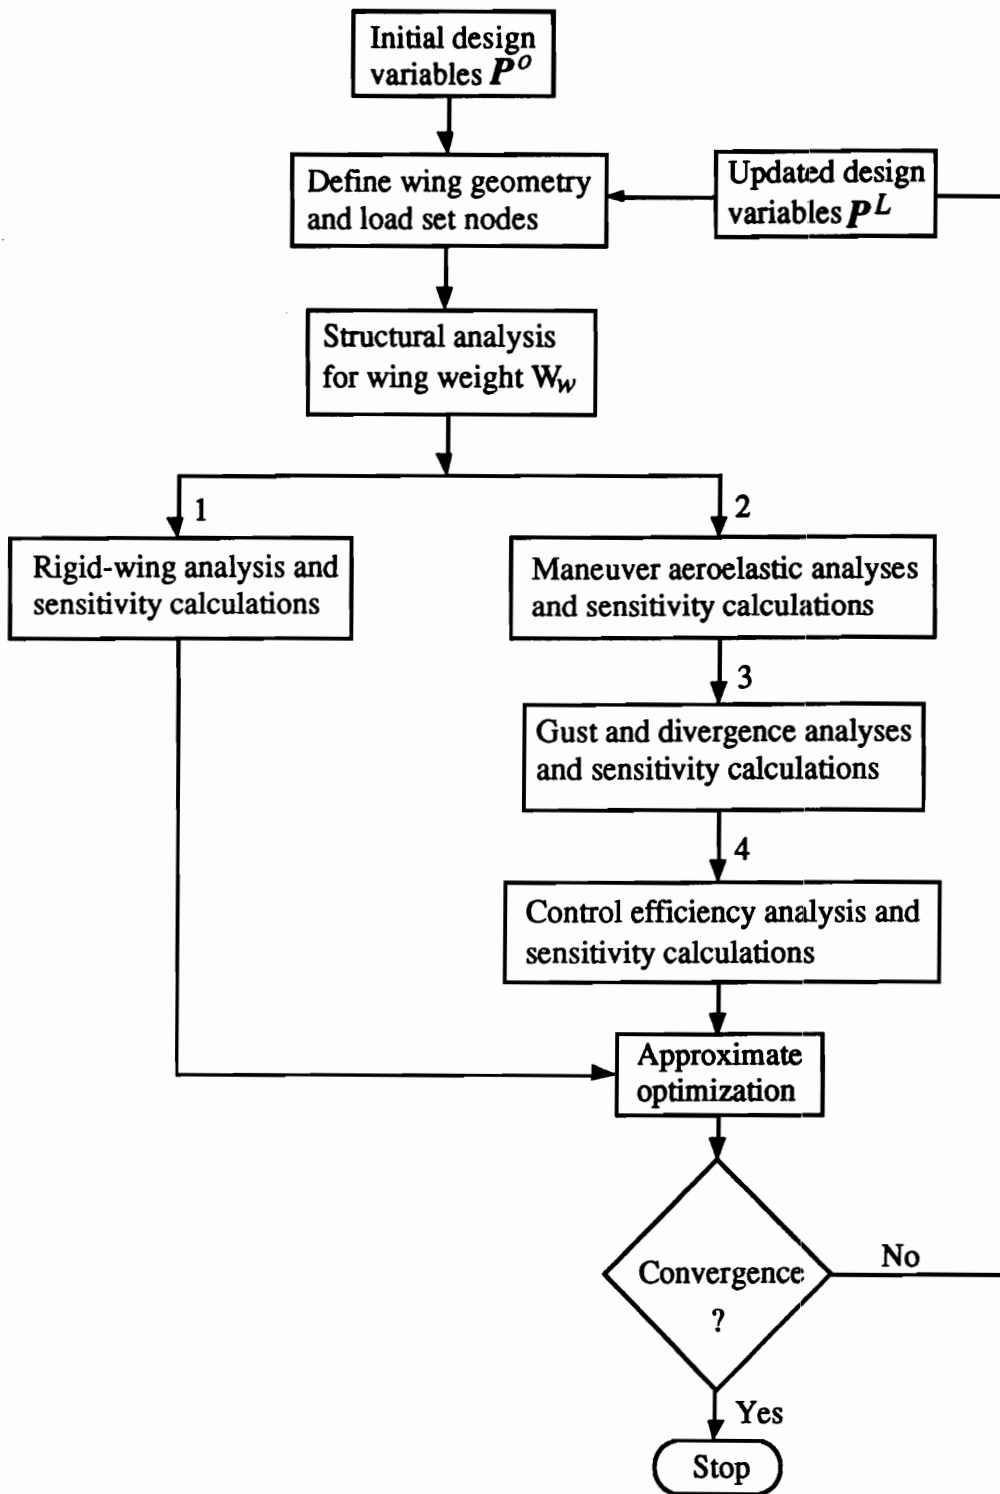 Initial design
variables P^o
Define wing geometry
and load set nodes
Updated design
variables P^L
Structural analysis
for wing weight W_w
1
2
Rigid-wing analysis and
sensitivity calculations
Maneuver aeroelastic analyses
and sensitivity calculations
3
Gust and divergence analyses
and sensitivity calculations
4
Control efficiency analysis and
sensitivity calculations
Approximate
optimization
Convergence
?
No
Yes
Stop